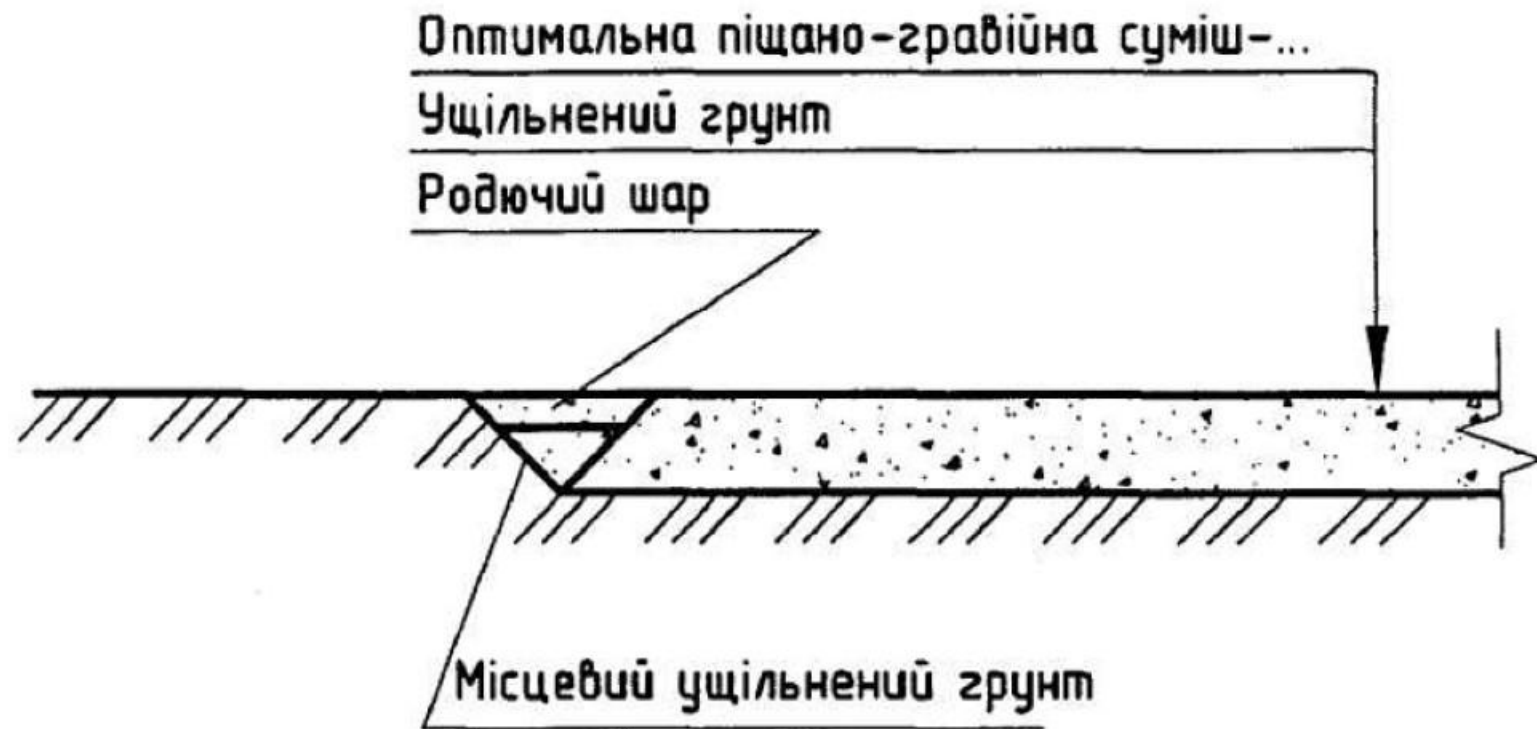 Оптимальна піщано-гравійна суміш-...
Ущільнений грунт
Родючий шар
Місцевий ущільнений грунт